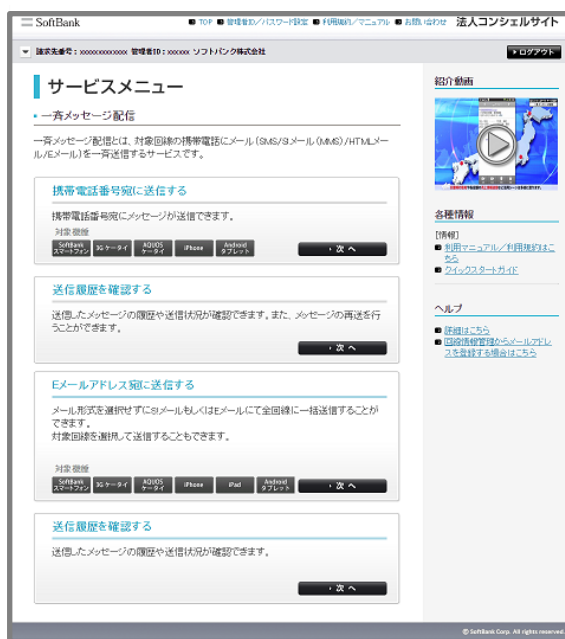 SoftBank
TOP 管理者ID/パスワード設定 利用規約/マニュアル お問い合わせ 法人コンシェルサイト
請求先番号：xxxxxxxxxxxx 管理者ID：xxxxxx ソフトバンク株式会社
ログアウト
サービスメニュー
一斉メッセージ配信
一斉メッセージ配信とは、対象回線の携帯電話にメール(SMS/S!メール(MMS)/HTMLメー
ル/Eメール)を一斉送信するサービスです。
携帯電話番号宛に送信する
携帯電話番号宛にメッセージが送信できます。
対象機種
SoftBank スマートフォン 3G ケータイ AQUOS ケータイ iPhone Android タブレット
次へ
送信履歴を確認する
送信したメッセージの履歴や送信状況が確認できます。また、メッセージの再送を行
うことができます。
次へ
Eメールアドレス宛に送信する
メール形式を選択せずにS!メールもしくはEメールにて全回線に一括送信することが
できます。
対象回線を選択して送信することもできます。
対象機種
SoftBank スマートフォン 3G ケータイ AQUOS ケータイ iPhone iPad Android タブレット
次へ
送信履歴を確認する
送信したメッセージの履歴や送信状況が確認できます。
次へ
紹介動画
各種情報
[情報]
利用マニュアル/利用規約はこ
ちら
クイックスタートガイド
ヘルプ
詳細はこちら
回線情報管理からメールアドレ
スを登録する場合はこちら
© SoftBank Corp. All rights reserved.